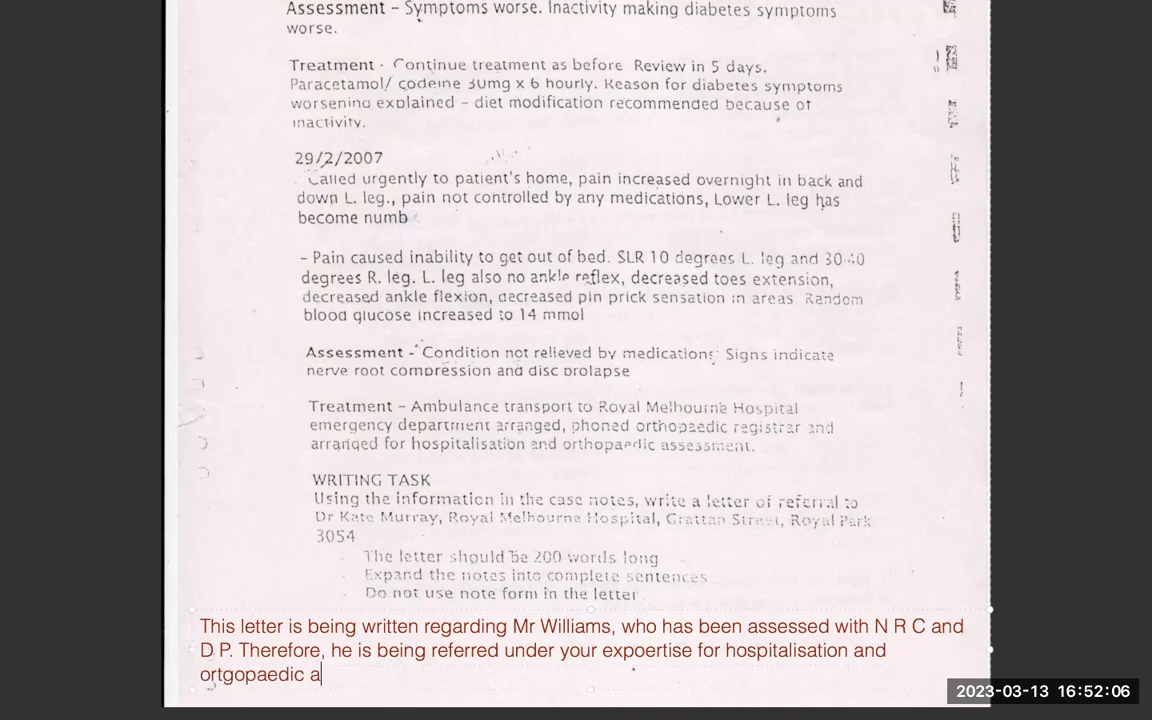 Assessment – Symptoms worse. Inactivity making diabetes symptoms
worse.
Treatment - Continue treatment as before Review in 5 days.
Paracetamol/ codeine 30mg x 6 hourly. Reason for diabetes symptoms
worsening explained – diet modification recommended because of
inactivity.
29/2/2007
Called urgently to patient's home, pain increased overnight in back and
down L. leg., pain not controlled by any medications, Lower L. leg has
become numb
– Pain caused inability to get out of bed. SLR 10 degrees L. leg and 30-40
degrees R. leg. L. leg also no ankle reflex, decreased toes extension,
decreased ankle flexion, decreased pin prick sensation in areas Random
blood glucose increased to 14 mmol
Assessment - Condition not relieved by medications Signs indicate
nerve root compression and disc prolapse
Treatment – Ambulance transport to Royal Melbourne Hospital
emergency department arranged, phoned orthopaedic registrar and
arranged for hospitalisation and orthopaedic assessment.
WRITING TASK
Using the information in the case notes, write a letter of referral to
Dr Kate Murray, Royal Melbourne Hospital, Grattan Street, Royal Park
3054
The letter should be 200 words long
Expand the notes into complete sentences
Do not use note form in the letter
This letter is being written regarding Mr Williams, who has been assessed with N R C and
D P. Therefore, he is being referred under your expoertise for hospitalisation and
ortgopaedic a
2023-03-13 16:52:06